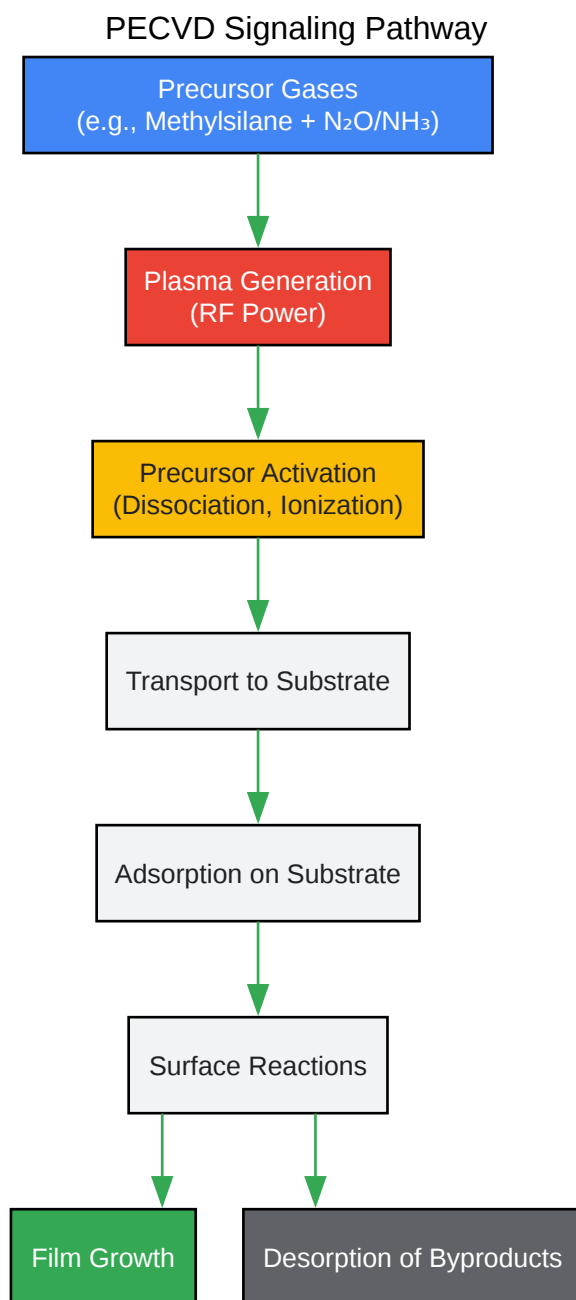 PECVD Signaling Pathway
Precursor Gases
(e.g., Methylsilane + N₂O/NH₃)
Plasma Generation
(RF Power)
Precursor Activation
(Dissociation, Ionization)
Transport to Substrate
Adsorption on Substrate
Surface Reactions
Film Growth
Desorption of Byproducts